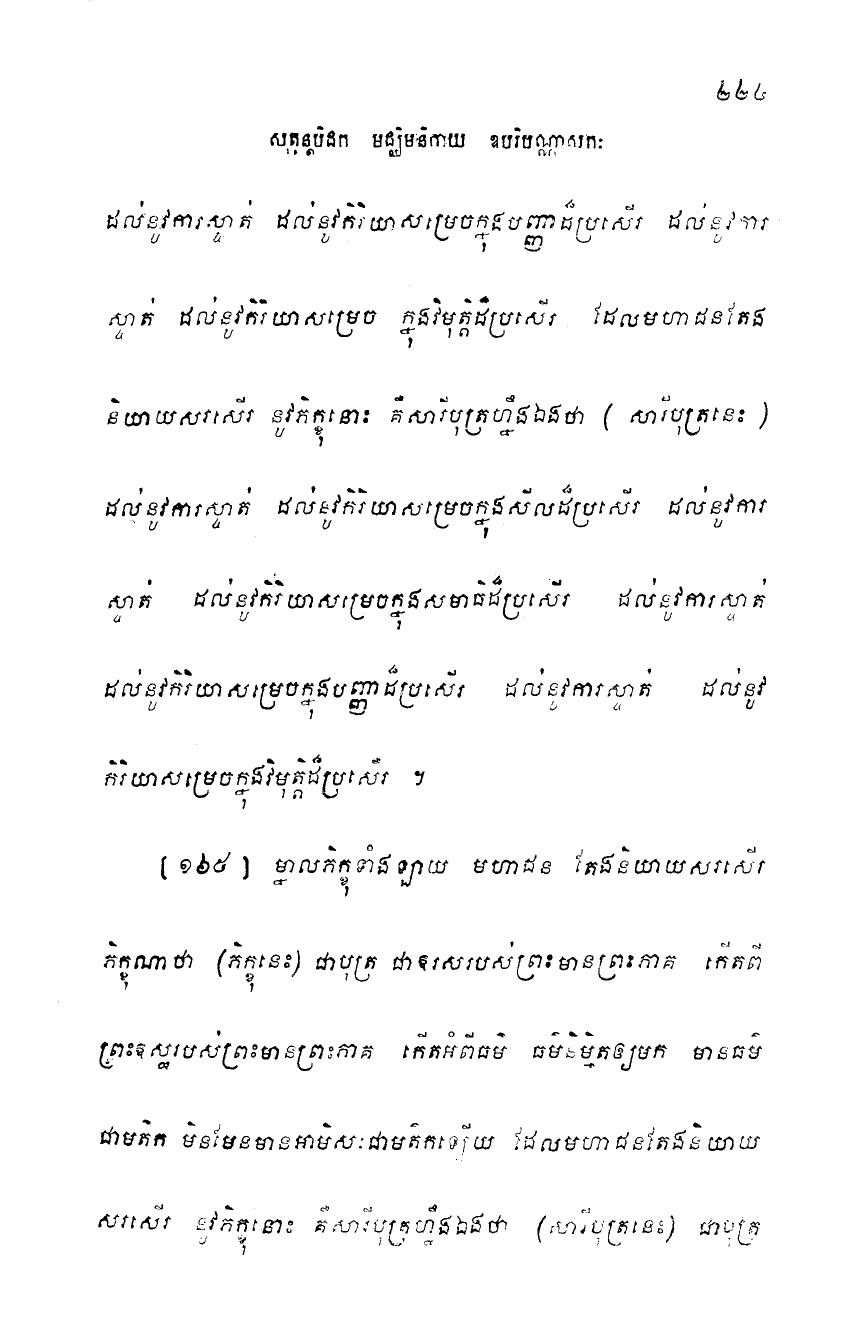 ២២៤
សុត្តន្តបិដក មជ្ឈិមនិកាយ ឧបរិបណ្ណាសកៈ
ដល់នូវការស្ទាត់ ដល់នូវកិរិយាសម្រេចក្នុងបញ្ញាដ៏ប្រសើរ ដល់នូវការ
ស្ទាត់ ដល់នូវកិរិយាសម្រេច ក្នុងវិមុត្តិដ៏ប្រសើរ ដែលមហាជនតែង
និយាយសរសើរ នូវភិក្ខុនោះ គឺសារីបុត្រហ្នឹងឯងថា ( សារីបុត្រនេះ )
ដល់នូវការស្ទាត់ ដល់នូវកិរិយាសម្រេចក្នុងសីលដ៏ប្រសើរ ដល់នូវការ
ស្ទាត់ ដល់នូវកិរិយាសម្រេចក្នុងសមាធិដ៏ប្រសើរ ដល់នូវការស្ទាត់
ដល់នូវកិរិយាសម្រេចក្នុងបញ្ញាដ៏ប្រសើរ ដល់នូវការស្ទាត់ ដល់នូវ
កិរិយាសម្រេចក្នុងវិមុត្តិដ៏ប្រសើរ ។
[ ១៦៥ ] ម្នាលភិក្ខុទាំងឡាយ មហាជន តែងនិយាយសរសើរ
ភិក្ខុណាថា (ភិក្ខុនេះ) ជាបុត្រ ជាឱរសរបស់ព្រះមានព្រះភាគ កើតពី
ព្រះឱស្ឋរបស់ព្រះមានព្រះភាគ កើតអំពីធម៌ ធម៌និម្មិតឲ្យមក មានធម៌
ជាមត៌ក មិនមែនមានអាមិសៈជាមត៌កឡើយ ដែលមហាជនតែងនិយាយ
សរសើរ នូវភិក្ខុនោះ គឺសារីបុត្រហ្នឹងឯងថា (សារីបុត្រនេះ) ជាបុត្រ